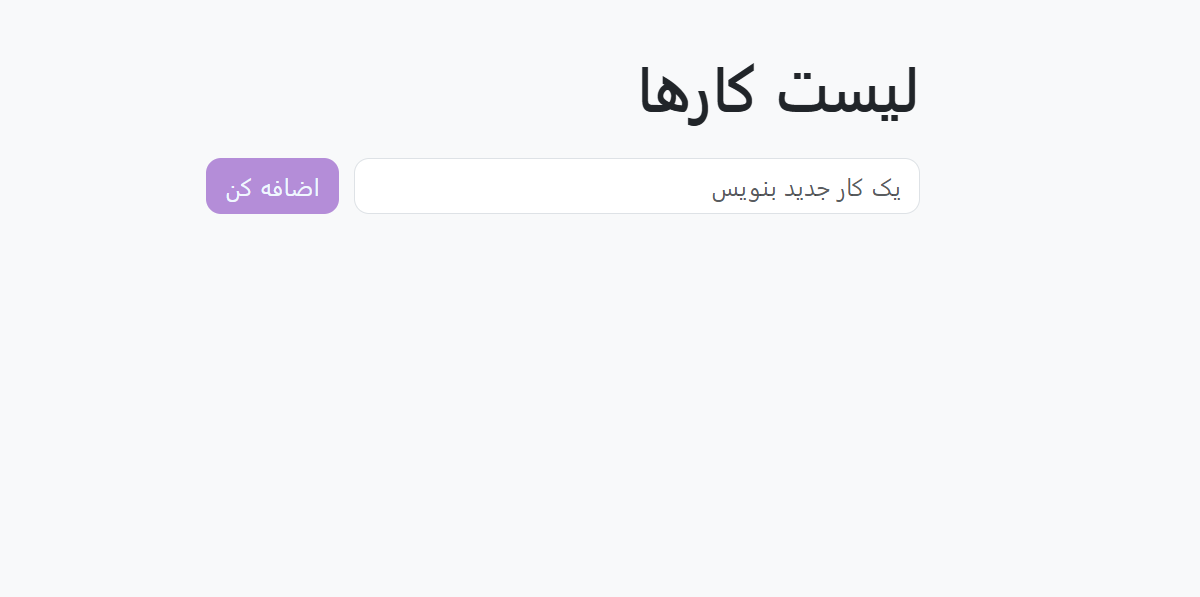 لیست کارها
یک کار جدید بنویس
اضافه کن